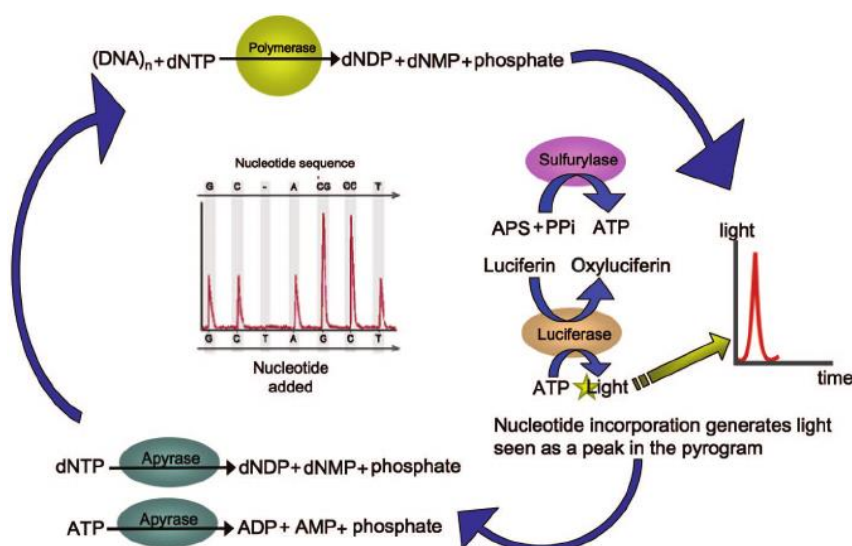 Polymerase
(DNA)n+dNTP dNDP+dNMP+phosphate
Nucleotide sequence
G C - A CG CC T
G C T A G C T
Nucleotide
added
Sulfurylase
APS+PPi ATP
Luciferin Oxyluciferin
Luciferase
ATP Light
light
time
Nucleotide incorporation generates light
seen as a peak in the pyrogram
dNTP Apyrase dNDP+dNMP+phosphate
ATP Apyrase ADP+ AMP+ phosphate